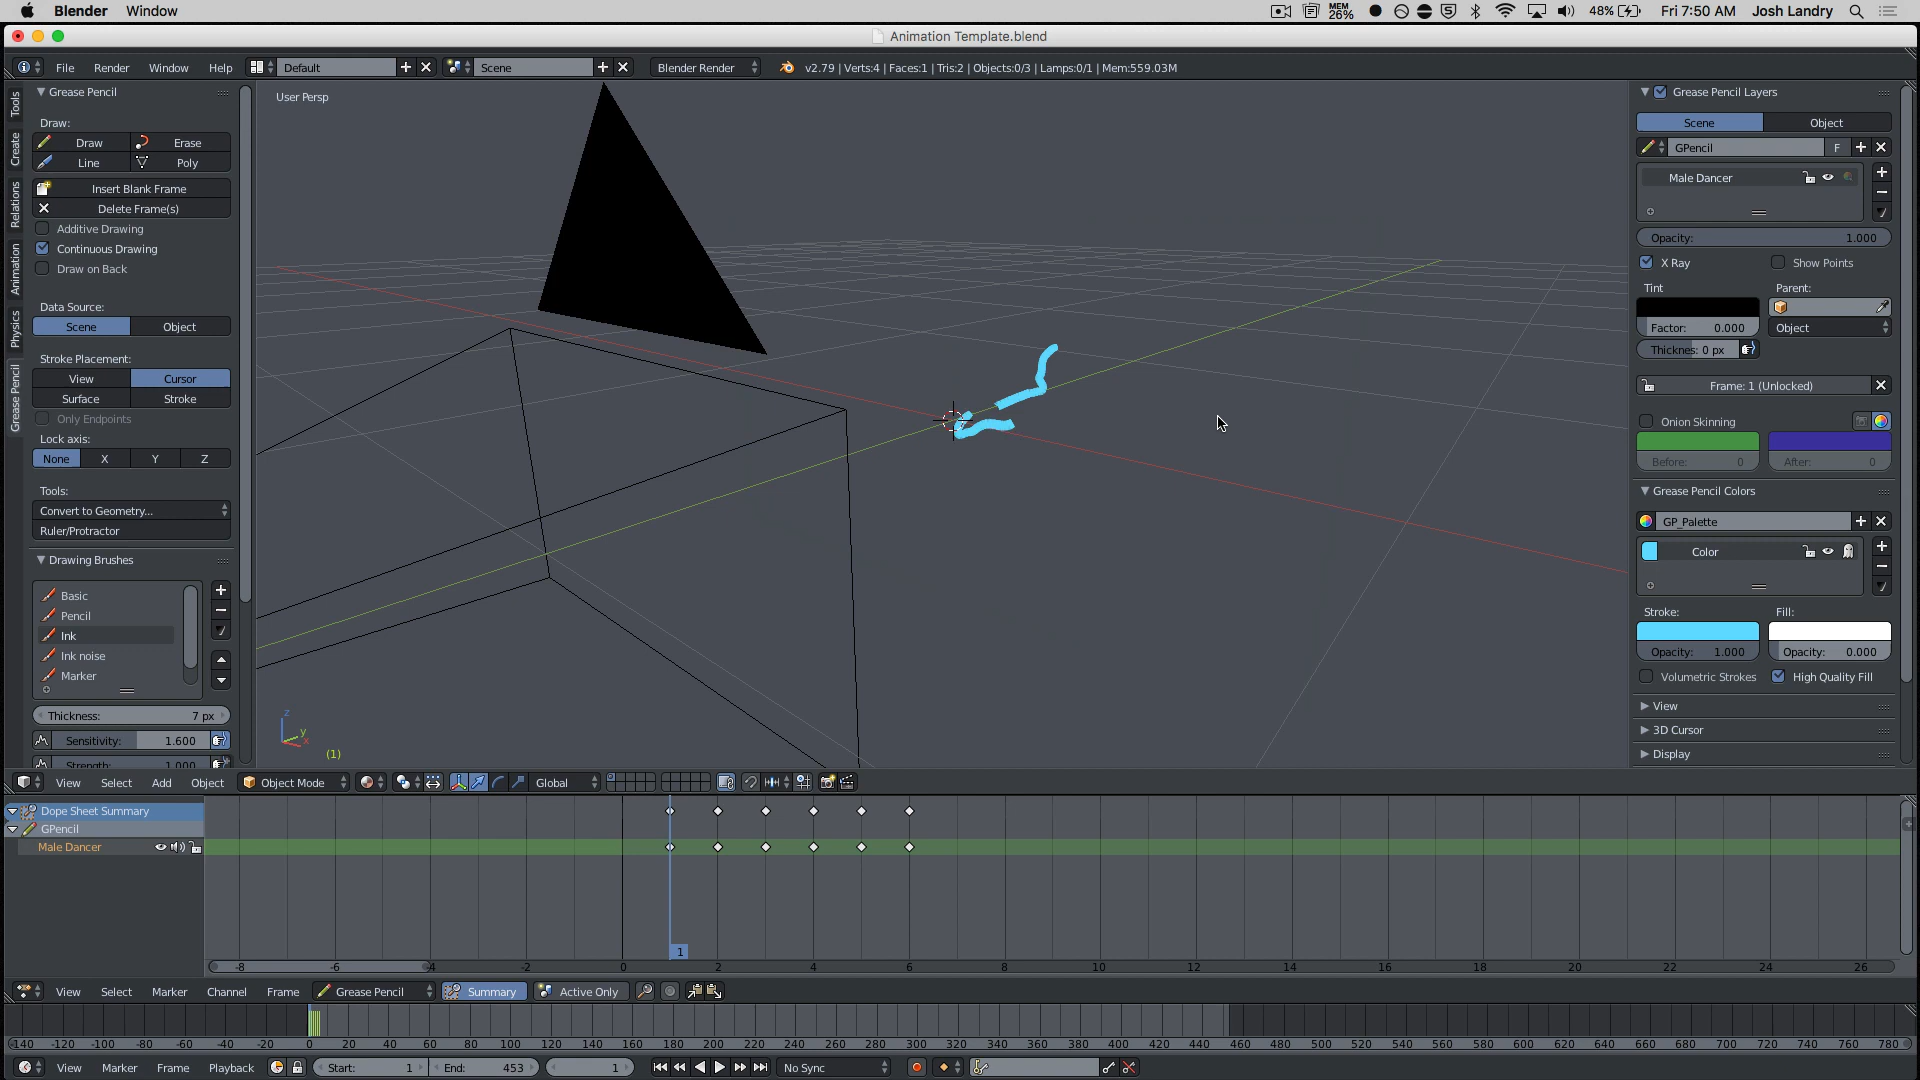 Blender Window MEM 26% 48% Fri 7:50 AM Josh Landry
Animation Template.blend
File Render Window Help Default Scene Blender Render v2.79 | Verts:4 | Faces:1 | Tris:2 | Objects:0/3 | Lamps:0/1 | Mem:559.03M
Tools
Create
Relations
Animation
Physics
Grease Pencil
Grease Pencil
Draw:
Draw Erase
Line Poly
Insert Blank Frame
Delete Frame(s)
Additive Drawing
Continuous Drawing
Draw on Back
Data Source:
Scene Object
Stroke Placement:
View Cursor
Surface Stroke
Only Endpoints
Lock axis:
None X Y Z
Tools:
Convert to Geometry...
Ruler/Protractor
Drawing Brushes
Basic
Pencil
Ink
Ink noise
Marker
Thickness: 7 px
Sensitivity: 1.600
Strength: 1.000
User Persp
z
y
x
(1)
Grease Pencil Layers
Scene Object
GPencil F
Male Dancer
Opacity: 1.000
X Ray Show Points
Tint Parent:
Factor: 0.000 Object
Thicknes: 0 px
Frame: 1 (Unlocked)
Onion Skinning
Before: 0 After: 0
Grease Pencil Colors
GP_Palette
Color
Stroke: Fill:
Opacity: 1.000 Opacity: 0.000
Volumetric Strokes High Quality Fill
View
3D Cursor
Display
View Select Add Object Object Mode Global
Dope Sheet Summary
GPencil
Male Dancer
1
-8 -6 -4 -2 0 2 4 6 8 10 12 14 16 18 20 22 24 26
View Select Marker Channel Frame Grease Pencil Summary Active Only
-140 -120 -100 -80 -60 -40 -20 0 20 40 60 80 100 120 140 160 180 200 220 240 260 280 300 320 340 360 380 400 420 440 460 480 500 520 540 560 580 600 620 640 660 680 700 720 740 760 780
View Marker Frame Playback Start: 1 End: 453 1 No Sync